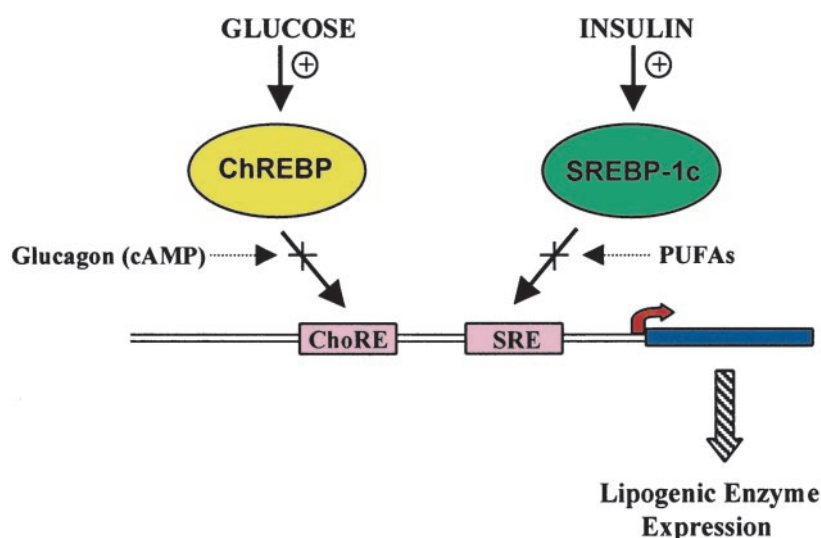 GLUCOSE
INSULIN
+
+
ChREBP
SREBP-1c
Glucagon (cAMP)
PUFAs
ChoRE
SRE
Lipogenic Enzyme
Expression